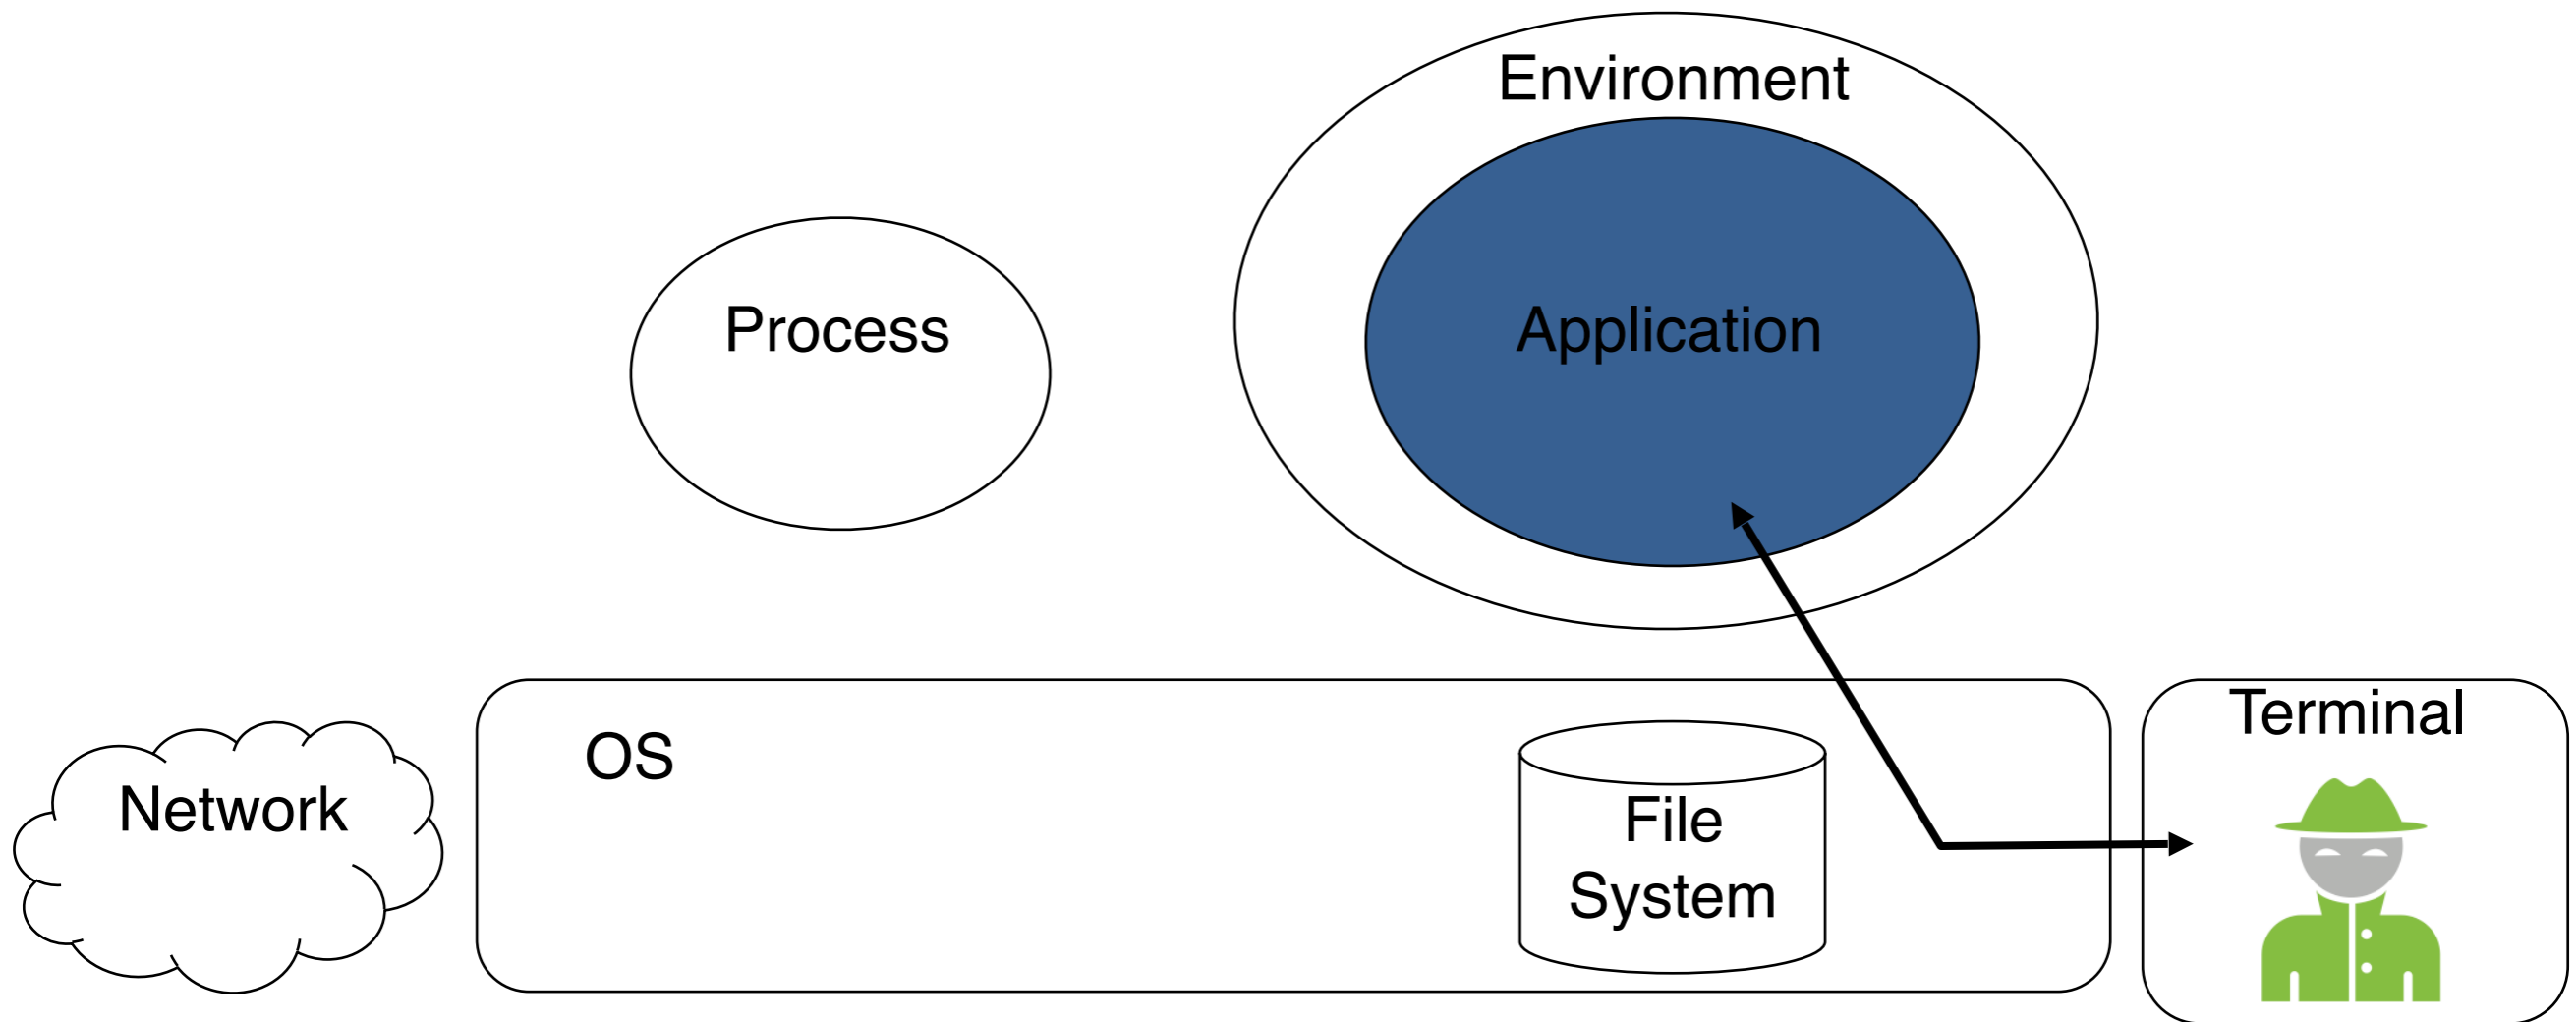 Environment
Process
Application
OS
Terminal
Network
File
System